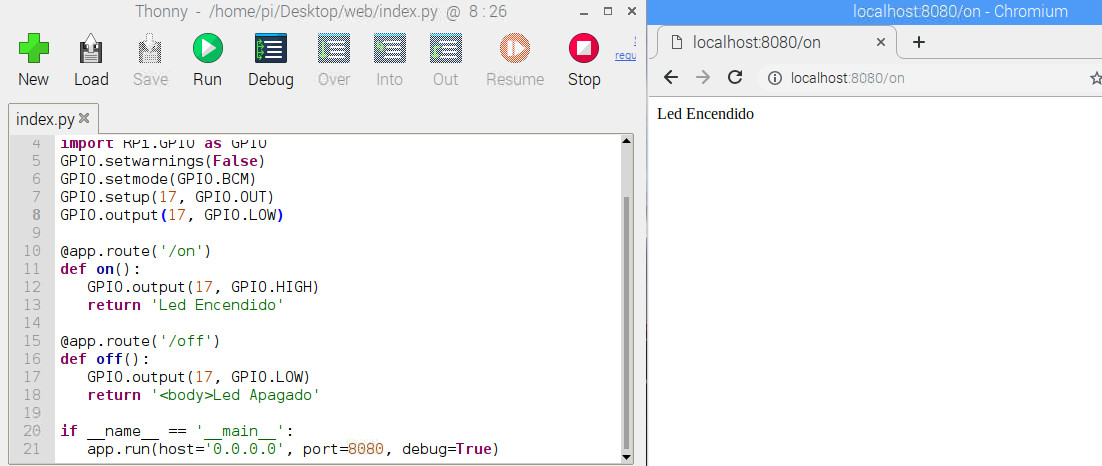 Thonny - /home/pi/Desktop/web/index.py @ 8 : 26
New Load Save Run Debug Over Into Out Resume Stop
requ
index.py
4 import RPi.GPIO as GPIO
5 GPIO.setwarnings(False)
6 GPIO.setmode(GPIO.BCM)
7 GPIO.setup(17, GPIO.OUT)
8 GPIO.output(17, GPIO.LOW)
9
10 @app.route('/on')
11 def on():
12 GPIO.output(17, GPIO.HIGH)
13 return 'Led Encendido'
14
15 @app.route('/off')
16 def off():
17 GPIO.output(17, GPIO.LOW)
18 return '<body>Led Apagado'
19
20 if __name__ == '__main__':
21 app.run(host='0.0.0.0', port=8080, debug=True)
localhost:8080/on - Chromium
localhost:8080/on
localhost:8080/on
Led Encendido